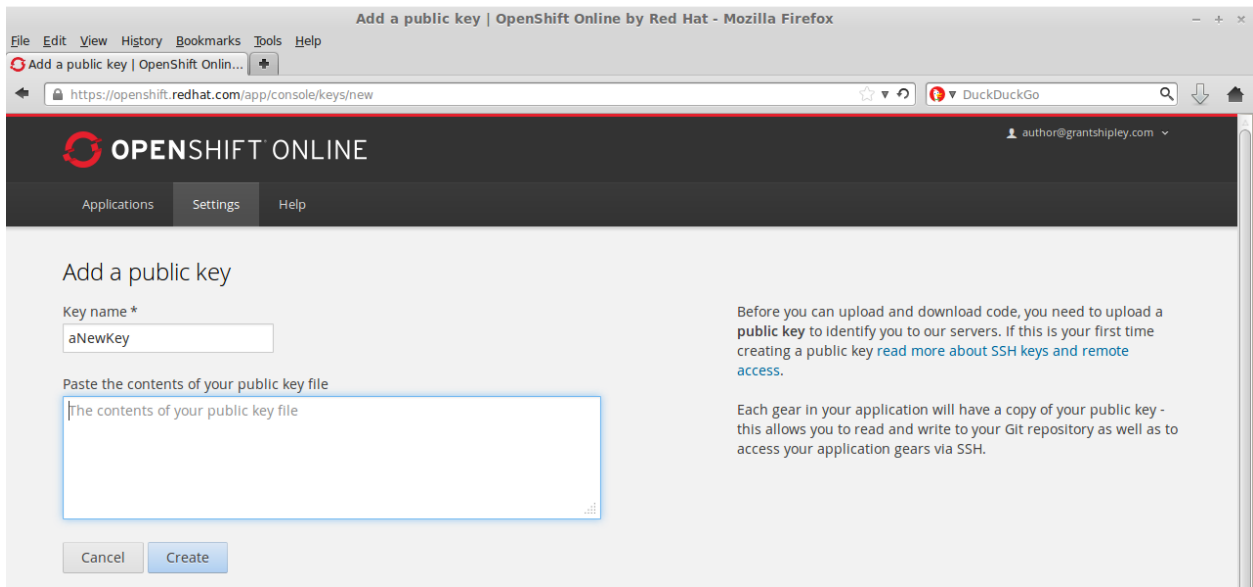 Add a public key | OpenShift Online by Red Hat - Mozilla Firefox
File Edit View History Bookmarks Tools Help
Add a public key | OpenShift Onlin...
https://openshift.redhat.com/app/console/keys/new
DuckDuckGo
OPENSHIFT ONLINE
author@grantshipley.com
Applications Settings Help
Add a public key
Key name *
aNewKey
Paste the contents of your public key file
The contents of your public key file
Cancel Create
Before you can upload and download code, you need to upload a
public key to identify you to our servers. If this is your first time
creating a public key read more about SSH keys and remote
access.
Each gear in your application will have a copy of your public key -
this allows you to read and write to your Git repository as well as to
access your application gears via SSH.